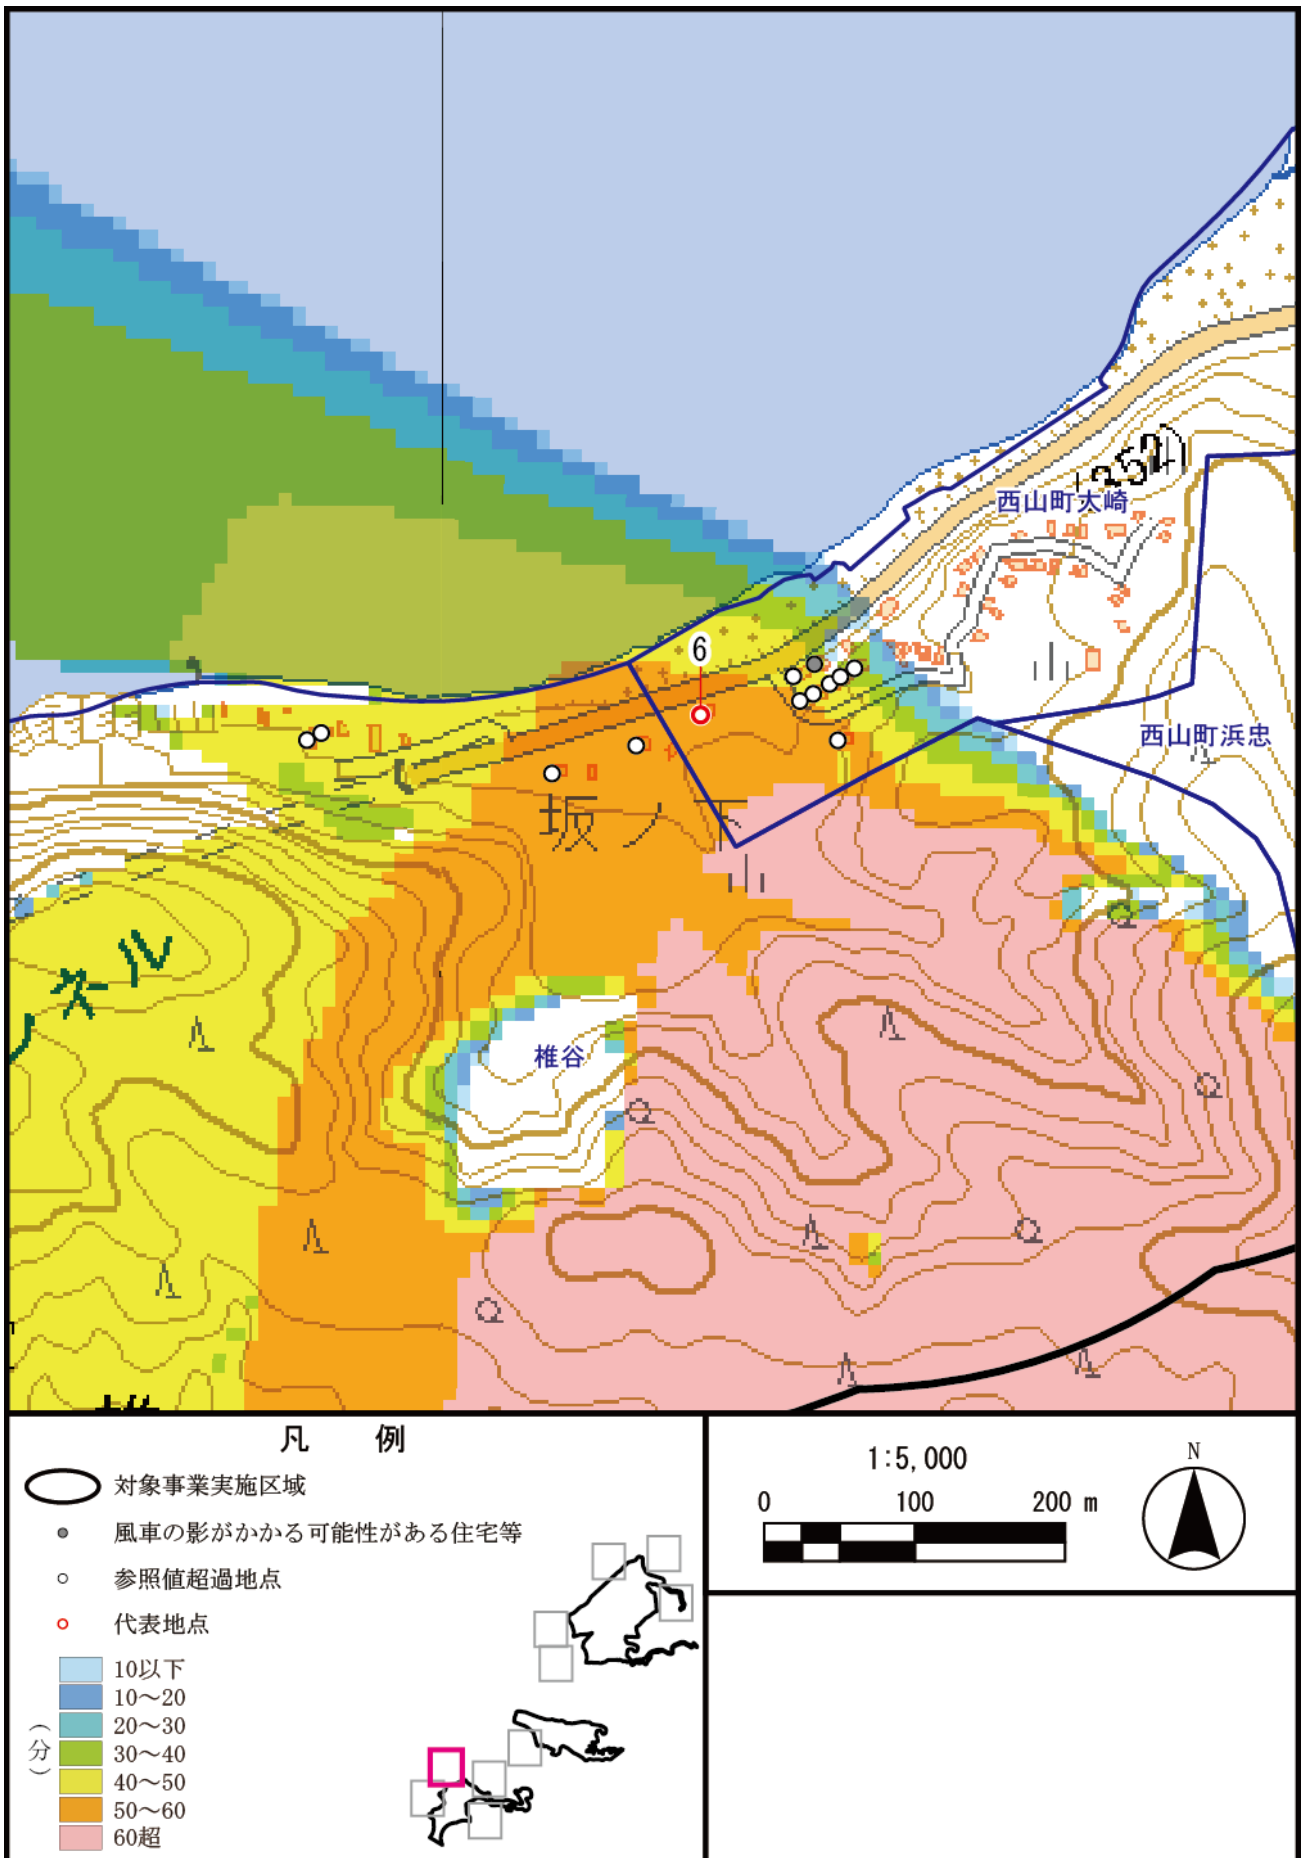 352
西山町大崎
6
西山町浜忠
坂ノ下
スール
椎谷
凡 例
対象事業実施区域
風車の影がかかる可能性がある住宅等
参照値超過地点
代表地点
(分)
10以下
10～20
20～30
30～40
40～50
50～60
60超
1:5,000
0 100 200 m
N